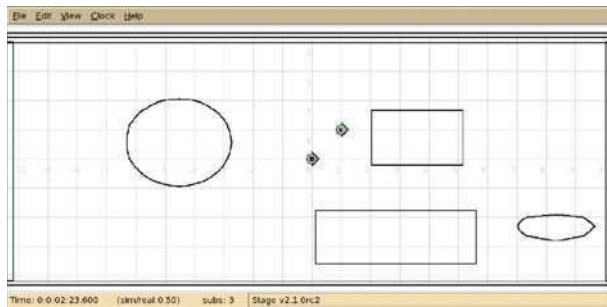 File Edit View Clock Help
Time: 0:0:02:23.600 (sim/real 0.50) subs: 3 Stage v2.1.0rc2